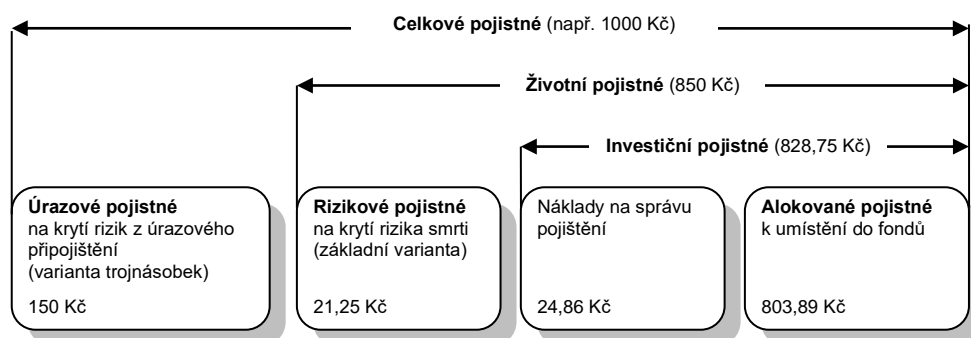 Celkové pojistné (např. 1000 Kč)
Životní pojistné (850 Kč)
Investiční pojistné (828,75 Kč)
Úrazové pojistné
na krytí rizik z úrazového
připojištění
(varianta trojnásobek)
150 Kč
Rizikové pojistné
na krytí rizika smrti
(základní varianta)
21,25 Kč
Náklady na správu
pojištění
24,86 Kč
Alokované pojistné
k umístění do fondů
803,89 Kč